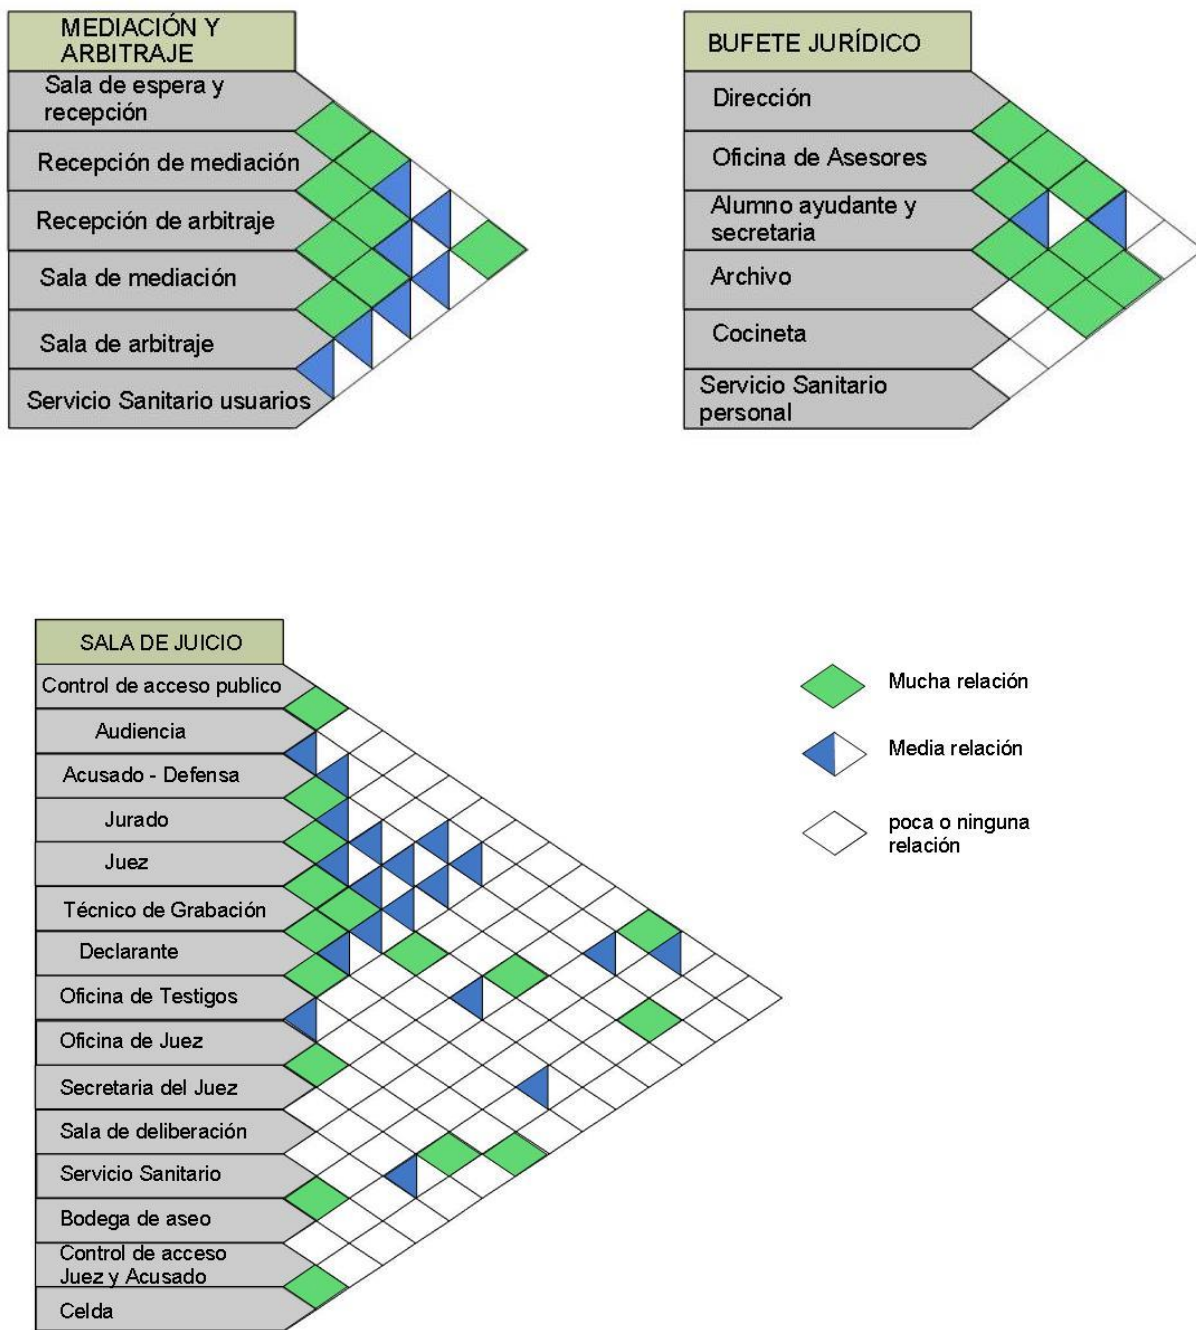 MEDIACIÓN Y
ARBITRAJE
Sala de espera y
recepción
Recepción de mediación
Recepción de arbitraje
Sala de mediación
Sala de arbitraje
Servicio Sanitario usuarios
BUFETE JURÍDICO
Dirección
Oficina de Asesores
Alumno ayudante y
secretaria
Archivo
Cocineta
Servicio Sanitario
personal
SALA DE JUICIO
Control de acceso publico
Audiencia
Acusado - Defensa
Jurado
Juez
Técnico de Grabación
Declarante
Oficina de Testigos
Oficina de Juez
Secretaria del Juez
Sala de deliberación
Servicio Sanitario
Bodega de aseo
Control de acceso
Juez y Acusado
Celda
Mucha relación
Media relación
poca o ninguna
relación